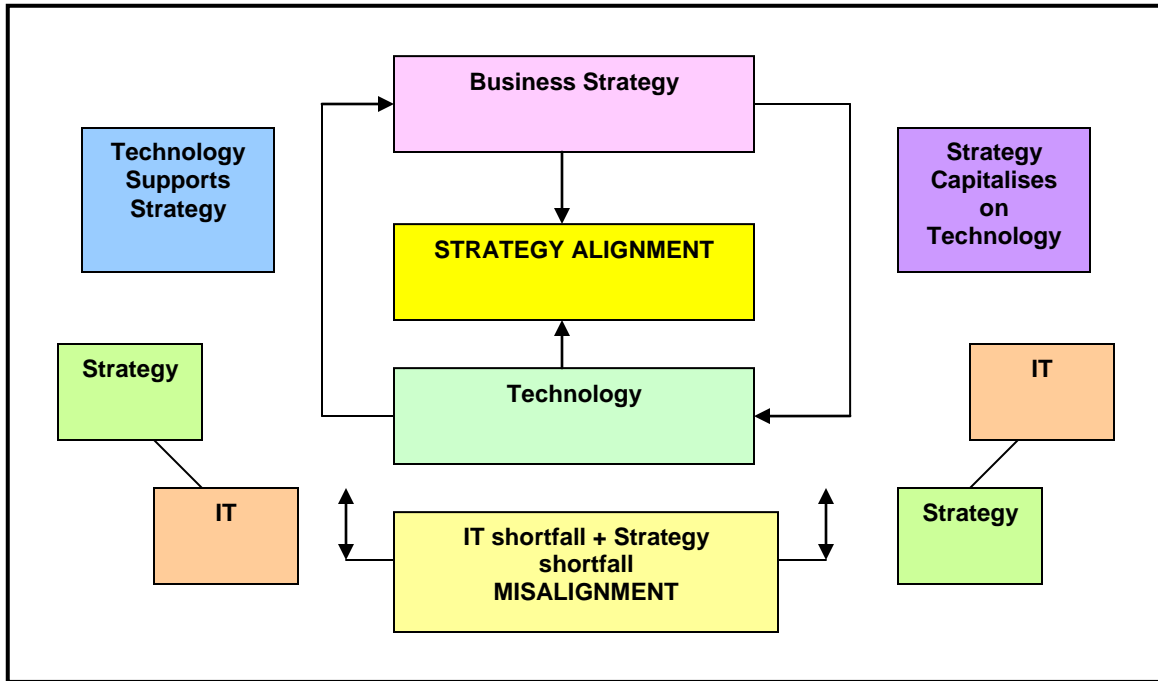 Business Strategy
Technology
Supports
Strategy
Strategy
Capitalises
on
Technology
STRATEGY ALIGNMENT
Strategy
IT
Technology
IT
Strategy
IT shortfall + Strategy
shortfall
MISALIGNMENT